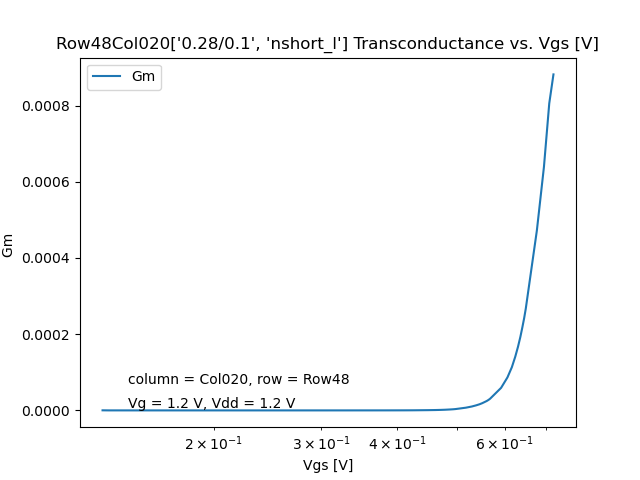 Row48Col020['0.28/0.1', 'nshort_l'] Transconductance vs. Vgs [V]
Gm
0.0008
0.0006
0.0004
0.0002
0.0000
Gm
column = Col020, row = Row48
Vg = 1.2 V, Vdd = 1.2 V
2 × 10⁻¹ 3 × 10⁻¹ 4 × 10⁻¹ 6 × 10⁻¹
Vgs [V]